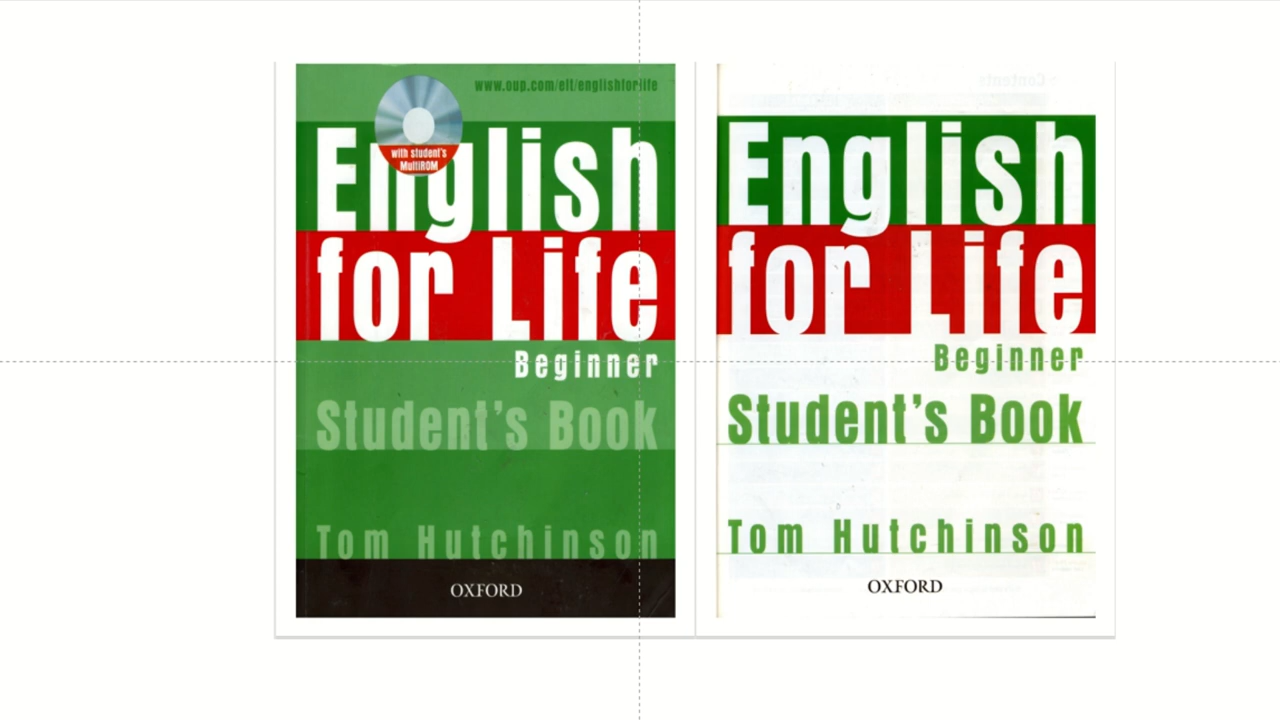 www.oup.com/elt/englishforlife
with student's
MultiROM
English
for Life
Beginner
Student's Book
Tom Hutchinson
OXFORD
Contents
English
for Life
Beginner
Student's Book
Tom Hutchinson
OXFORD